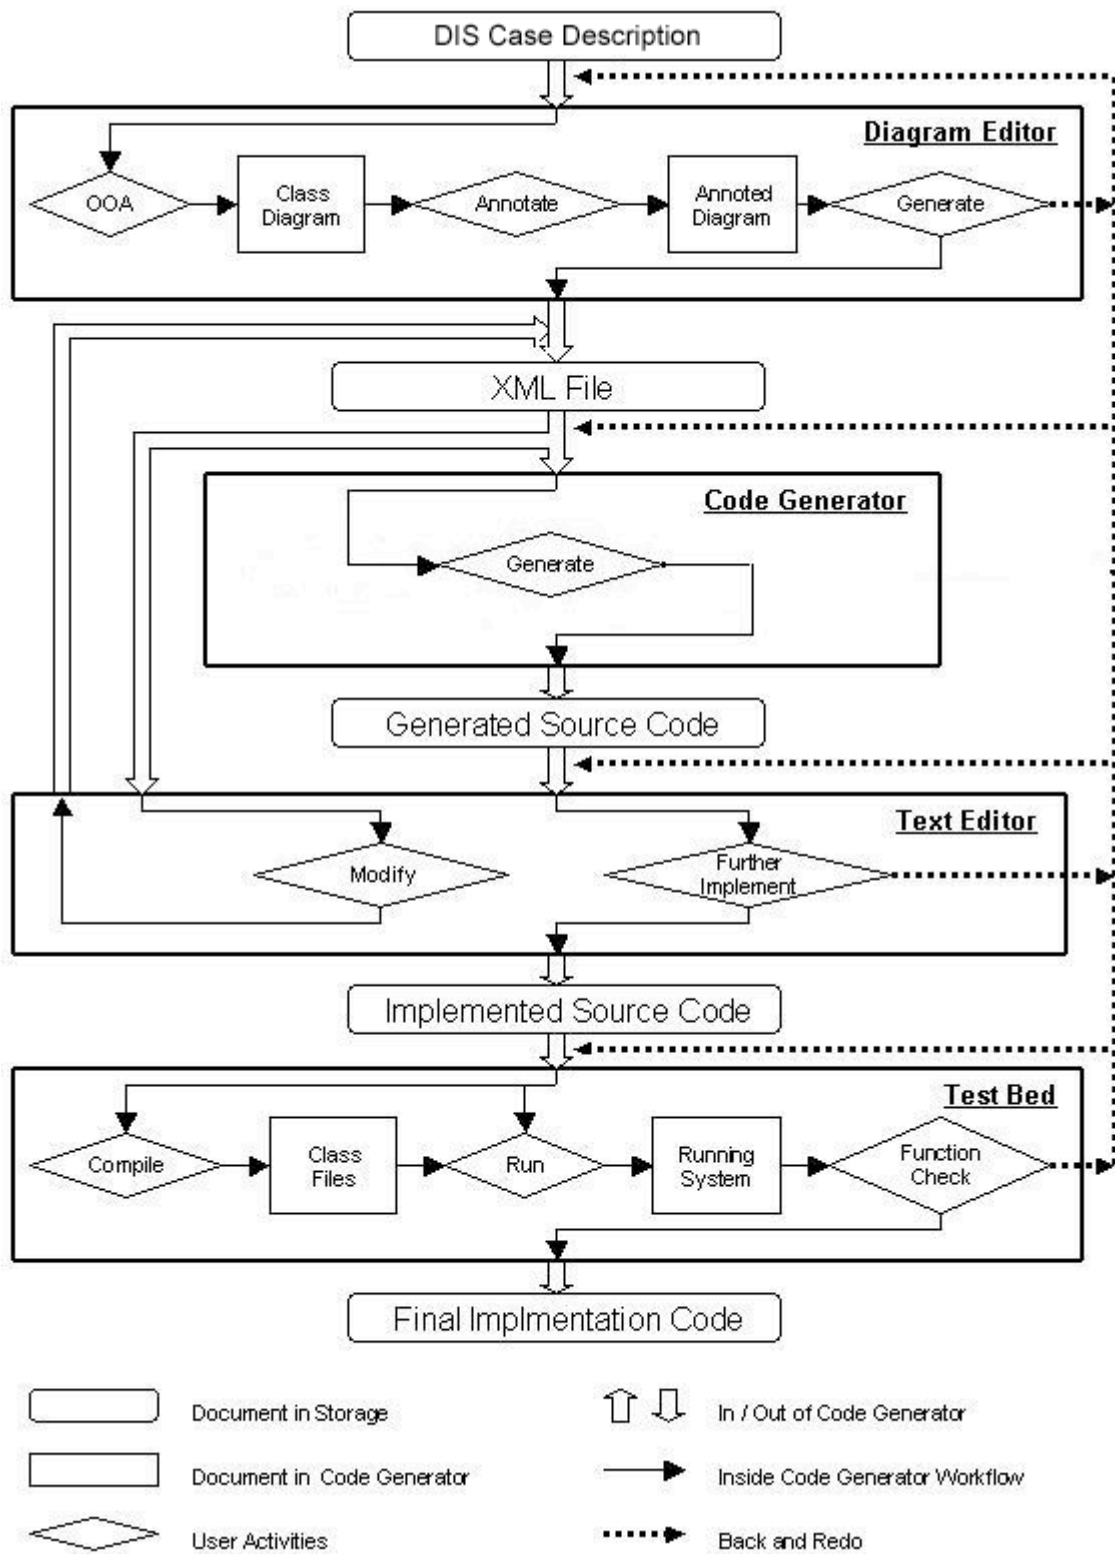 DIS Case Description
Diagram Editor
OOA
Class
Diagram
Annotate
Annoted
Diagram
Generate
XML File
Code Generator
Generate
Generated Source Code
Text Editor
Modify
Further
Implement
Implemented Source Code
Test Bed
Compile
Class
Files
Run
Running
System
Function
Check
Final Implmentation Code
Document in Storage
In / Out of Code Generator
Document in Code Generator
Inside Code Generator Workflow
User Activities
Back and Redo